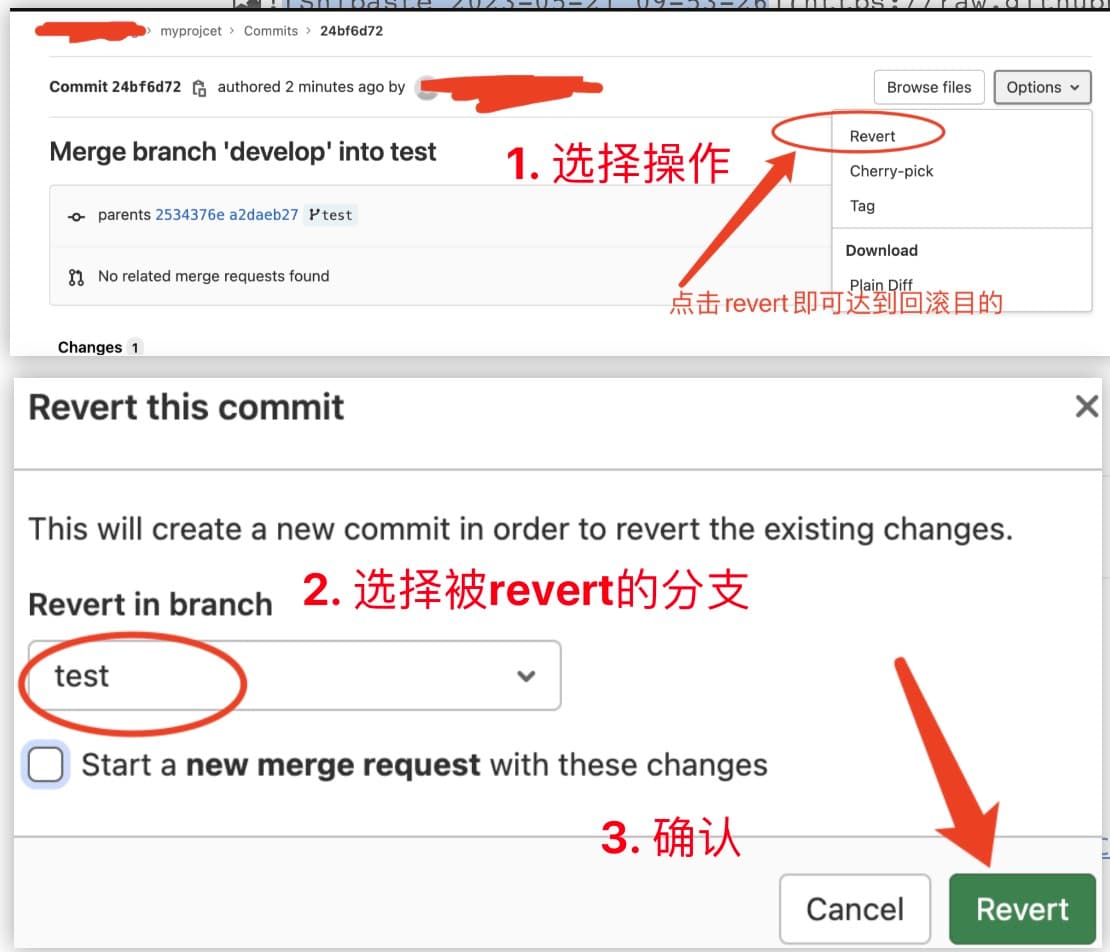 myprojcet › Commits › 24bf6d72
Commit 24bf6d72 authored 2 minutes ago by
Browse files
Options
Merge branch 'develop' into test
1. 选择操作
Revert
Cherry-pick
Tag
parents 2534376e a2daeb27 test
Download
No related merge requests found
Plain Diff
点击revert即可达到回滚目的
Changes 1
Revert this commit
This will create a new commit in order to revert the existing changes.
2. 选择被revert的分支
Revert in branch
test
Start a new merge request with these changes
3. 确认
Cancel
Revert